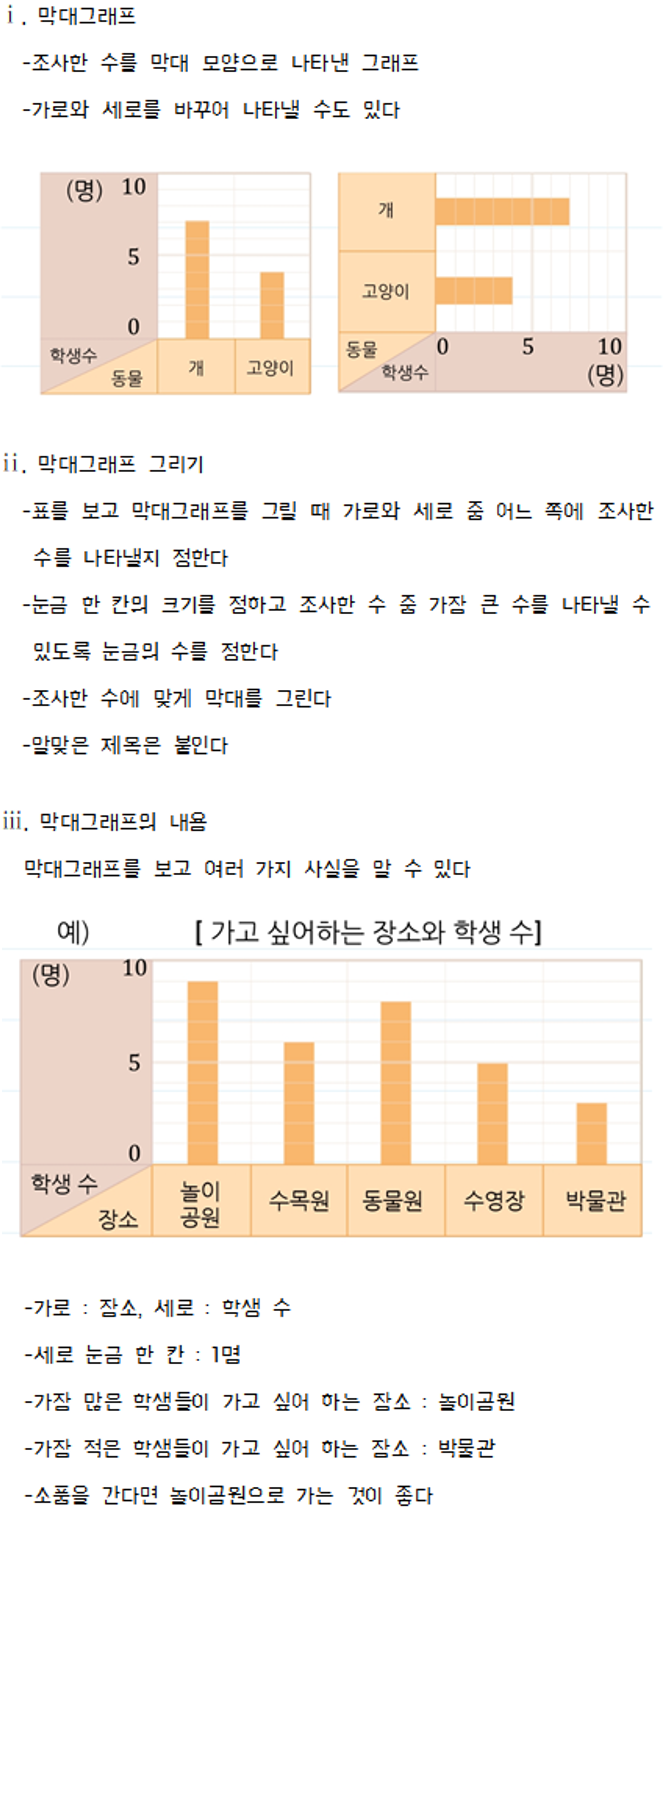 ⅰ. 막대그래프
-조사한 수를 막대 모양으로 나타낸 그래프
-가로와 세로를 바꾸어 나타낼 수도 있다
(명) 10
5
0
학생수
동물
개
고양이
개
고양이
동물
학생수
0 5 10
(명)
ⅱ. 막대그래프 그리기
-표를 보고 막대그래프를 그릴 때 가로와 세로 중 어느 쪽에 조사한
수를 나타낼지 정한다
-눈금 한 칸의 크기를 정하고 조사한 수 중 가장 큰 수를 나타낼 수
있도록 눈금의 수를 정한다
-조사한 수에 맞게 막대를 그린다
-알맞은 제목은 붙인다
ⅲ. 막대그래프의 내용
막대그래프를 보고 여러 가지 사실을 알 수 있다
예) [ 가고 싶어하는 장소와 학생 수]
(명) 10
5
0
학생 수
장소
놀이
공원
수목원
동물원
수영장
박물관
-가로 : 장소, 세로 : 학생 수
-세로 눈금 한 칸 : 1명
-가장 많은 학생들이 가고 싶어 하는 장소 : 놀이공원
-가장 적은 학생들이 가고 싶어 하는 장소 : 박물관
-소풍을 간다면 놀이공원으로 가는 것이 좋다